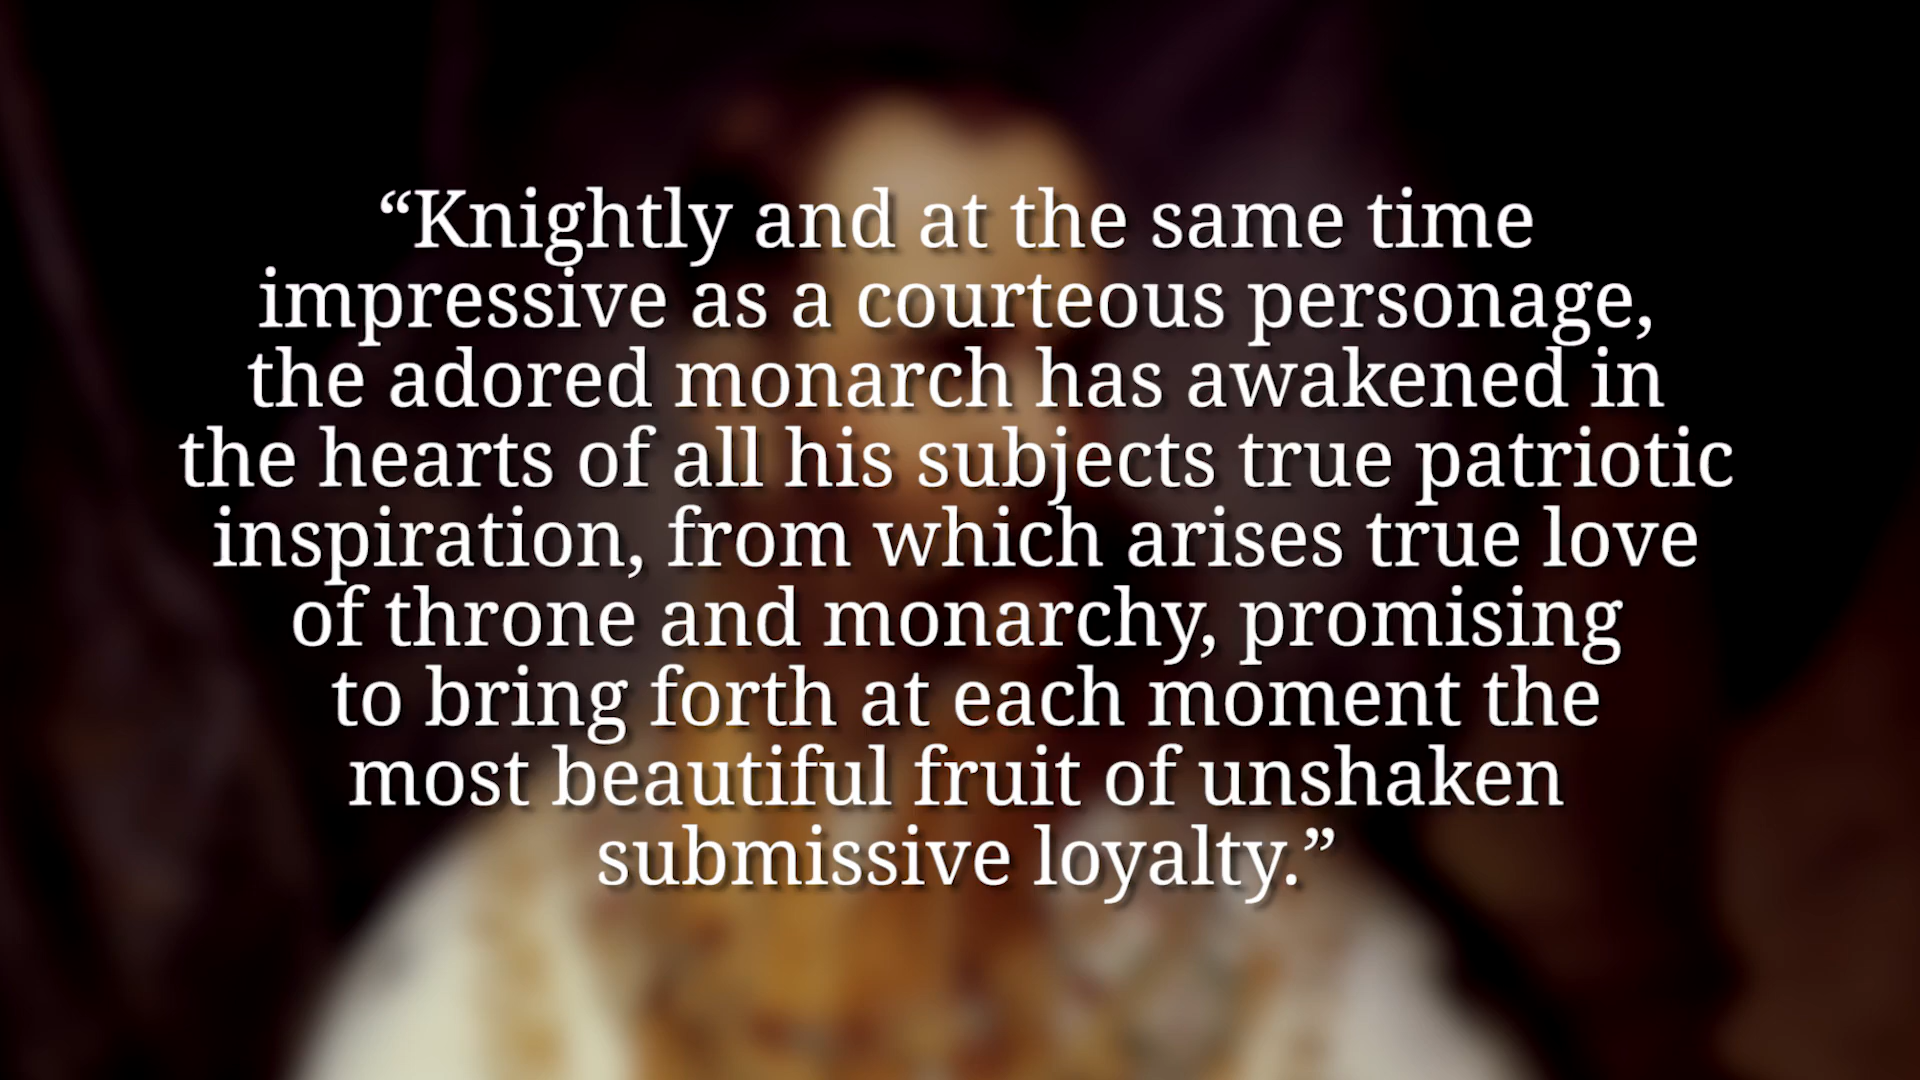 “Knightly and at the same time
impressive as a courteous personage,
the adored monarch has awakened in
the hearts of all his subjects true patriotic
inspiration, from which arises true love
of throne and monarchy, promising
to bring forth at each moment the
most beautiful fruit of unshaken
submissive loyalty.”